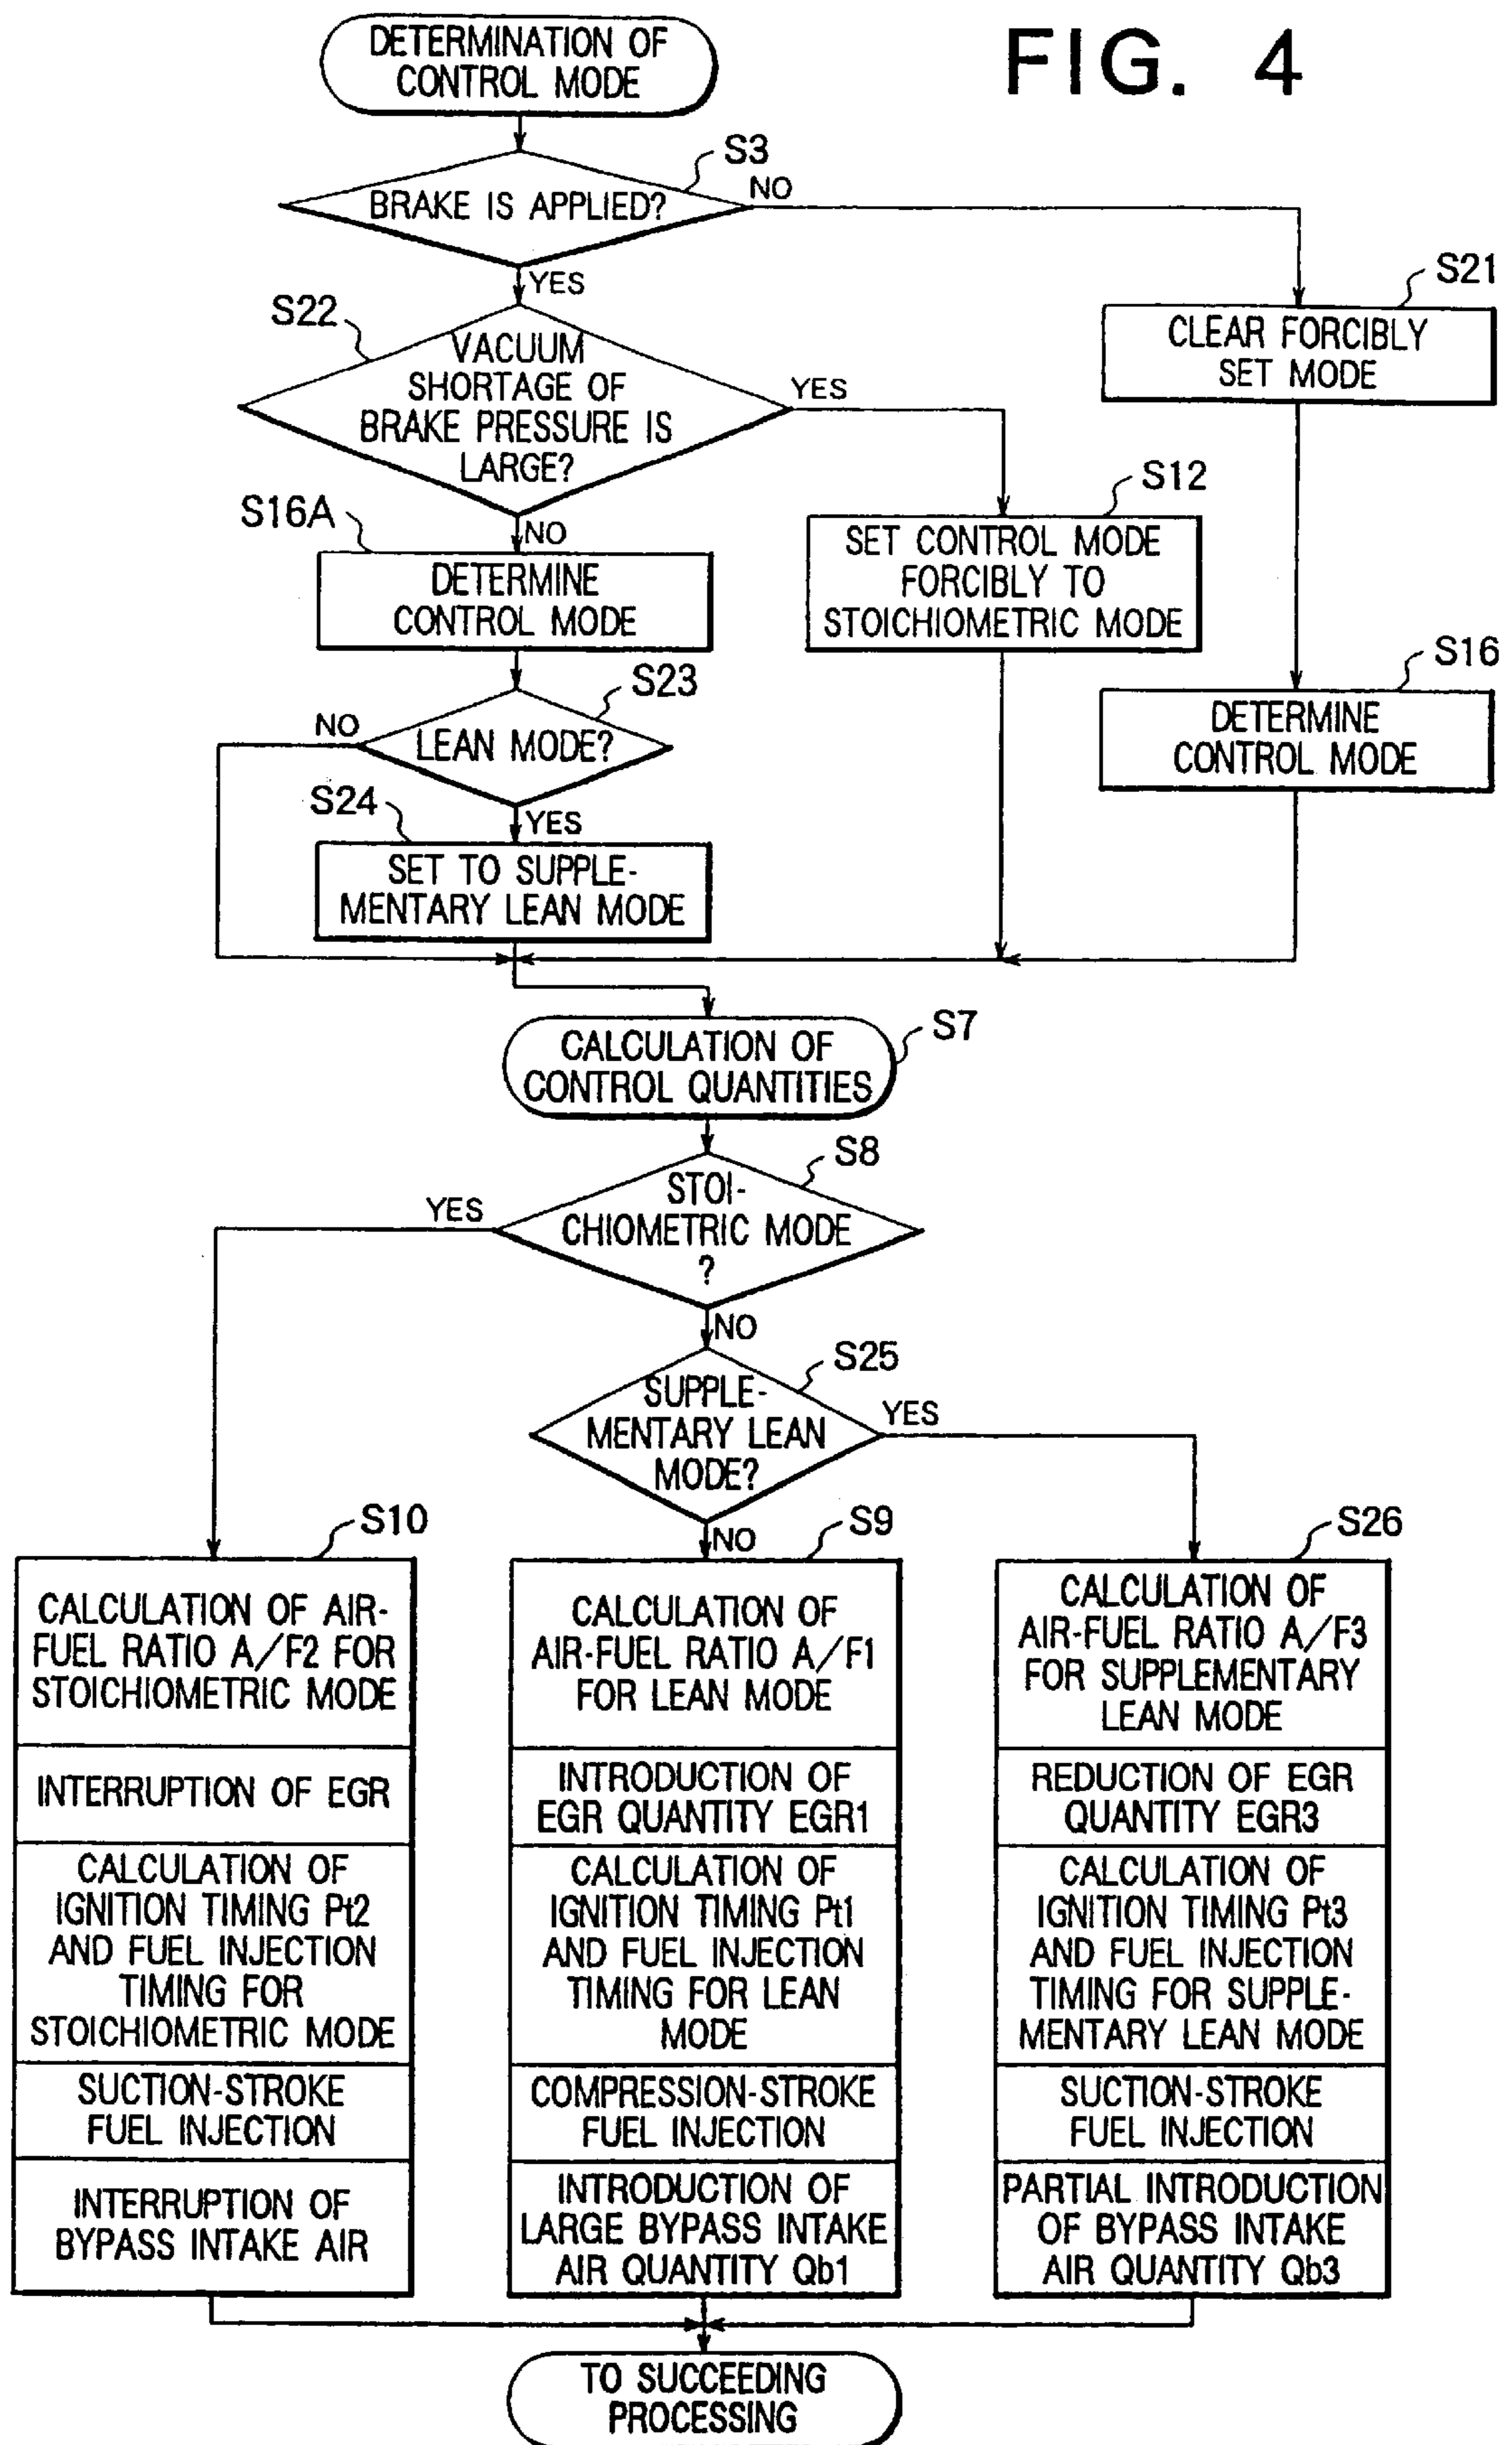 FIG. 4
DETERMINATION OF
CONTROL MODE
S3
BRAKE IS APPLIED?
NO
YES
S21
CLEAR FORCIBLY
SET MODE
S22
VACUUM
SHORTAGE OF
BRAKE PRESSURE IS
LARGE?
YES
NO
S12
SET CONTROL MODE
FORCIBLY TO
STOICHIOMETRIC MODE
S16A
DETERMINE
CONTROL MODE
S16
DETERMINE
CONTROL MODE
S23
LEAN MODE?
NO
YES
S24
SET TO SUPPLE-
MENTARY LEAN MODE
S7
CALCULATION OF
CONTROL QUANTITIES
S8
STOI-
CHIOMETRIC MODE
?
YES
NO
S25
SUPPLE-
MENTARY LEAN
MODE?
YES
NO
S10
CALCULATION OF AIR-
FUEL RATIO A/F2 FOR
STOICHIOMETRIC MODE
INTERRUPTION OF EGR
CALCULATION OF
IGNITION TIMING Pt2
AND FUEL INJECTION
TIMING FOR
STOICHIOMETRIC MODE
SUCTION-STROKE
FUEL INJECTION
INTERRUPTION OF
BYPASS INTAKE AIR
S9
CALCULATION OF
AIR-FUEL RATIO A/F1
FOR LEAN MODE
INTRODUCTION OF
EGR QUANTITY EGR1
CALCULATION OF
IGNITION TIMING Pt1
AND FUEL INJECTION
TIMING FOR LEAN
MODE
COMPRESSION-STROKE
FUEL INJECTION
INTRODUCTION OF
LARGE BYPASS INTAKE
AIR QUANTITY Qb1
S26
CALCULATION OF
AIR-FUEL RATIO A/F3
FOR SUPPLEMENTARY
LEAN MODE
REDUCTION OF EGR
QUANTITY EGR3
CALCULATION OF
IGNITION TIMING Pt3
AND FUEL INJECTION
TIMING FOR SUPPLE-
MENTARY LEAN MODE
SUCTION-STROKE
FUEL INJECTION
PARTIAL INTRODUCTION
OF BYPASS INTAKE
AIR QUANTITY Qb3
TO SUCCEEDING
PROCESSING